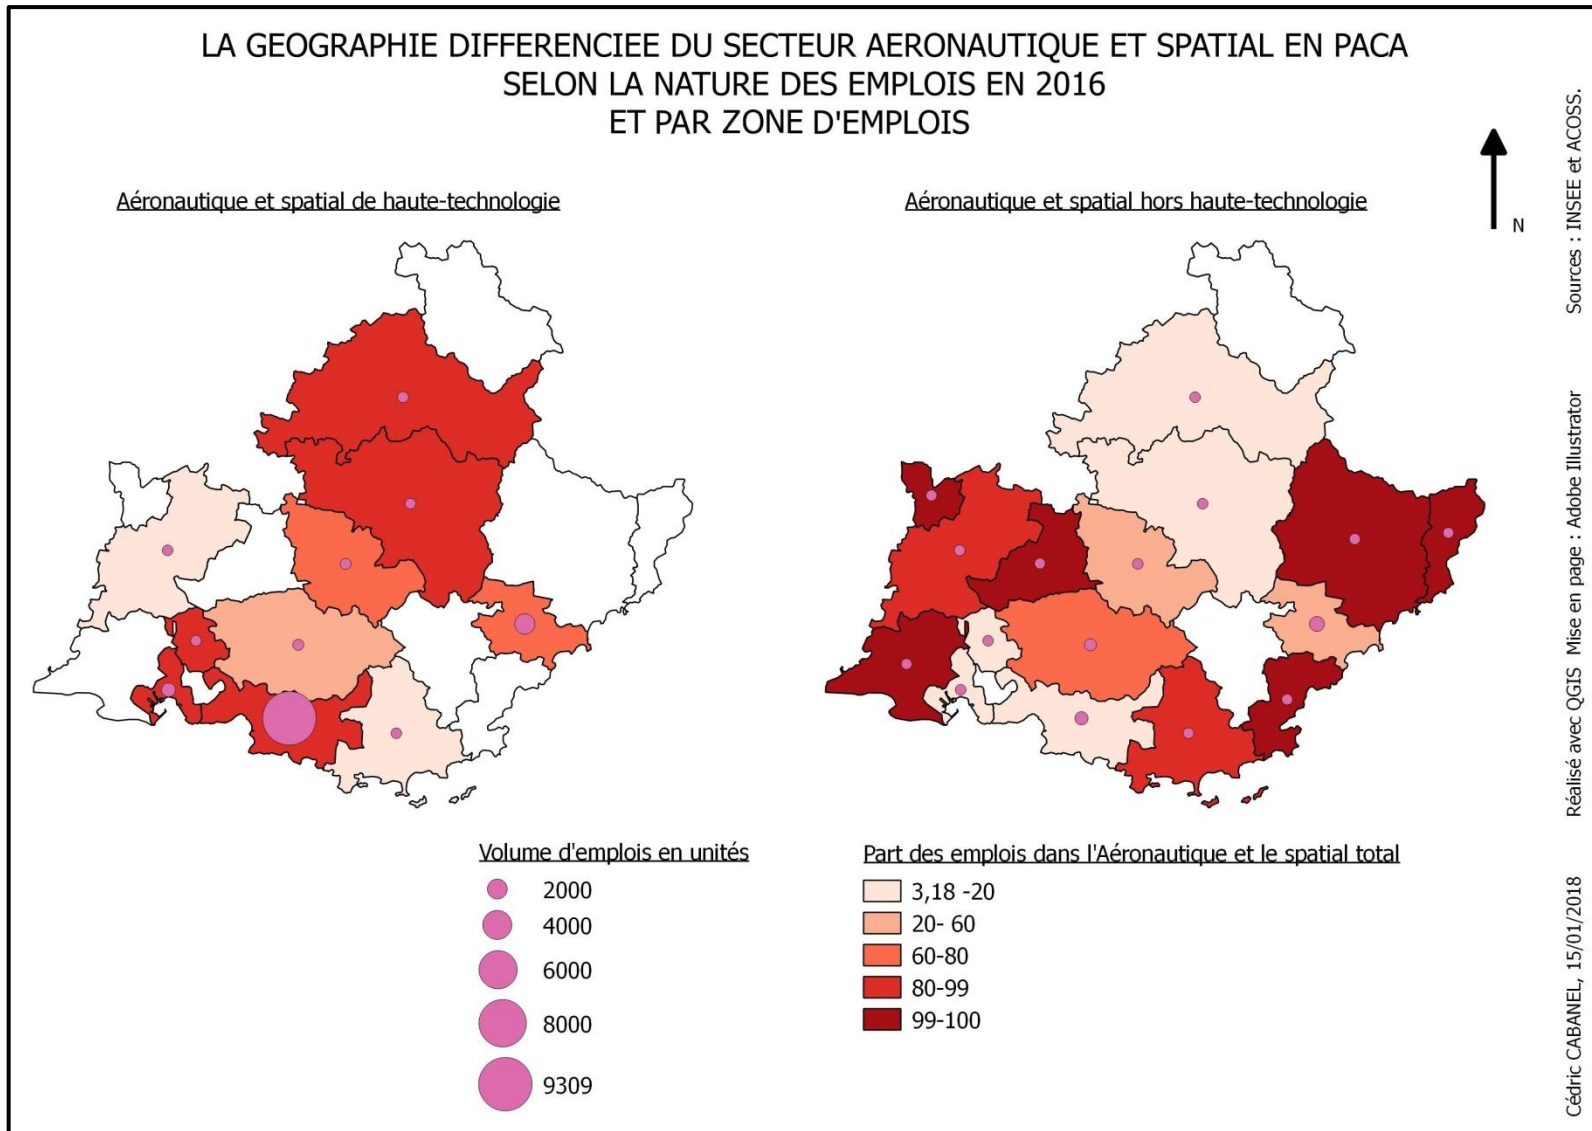 LA GEOGRAPHIE DIFFERENCIEE DU SECTEUR AERONAUTIQUE ET SPATIAL EN PACA
SELON LA NATURE DES EMPLOIS EN 2016
ET PAR ZONE D'EMPLOIS
Aéronautique et spatial de haute-technologie
Aéronautique et spatial hors haute-technologie
N
Volume d'emplois en unités
2000
4000
6000
8000
9309
Part des emplois dans l'Aéronautique et le spatial total
3,18 -20
20- 60
60-80
80-99
99-100
Cédric CABANEL, 15/01/2018 Réalisé avec QGIS Mise en page : Adobe Illustrator Sources : INSEE et ACOSS.